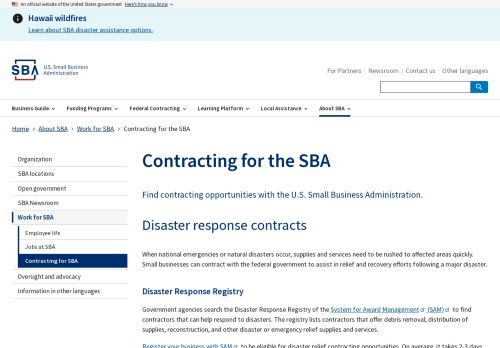 An official website of the United States government Here's how you know
Hawaii wildfires
Learn about SBA disaster assistance options.
SBA
U.S. Small Business
Administration
For Partners Newsroom Contact us Other languages
Business Guide Funding Programs Federal Contracting Learning Platform Local Assistance About SBA
Home > About SBA > Work for SBA > Contracting for the SBA
Organization
SBA locations
Open government
SBA Newsroom
Work for SBA
Employee life
Jobs at SBA
Contracting for SBA
Oversight and advocacy
Information in other languages
Contracting for the SBA
Find contracting opportunities with the U.S. Small Business Administration.
Disaster response contracts
When national emergencies or natural disasters occur, supplies and services need to be rushed to affected areas quickly.
Small businesses can contract with the federal government to assist in relief and recovery efforts following a major disaster.
Disaster Response Registry
Government agencies search the Disaster Response Registry of the System for Award Management (SAM) to find
contractors that can help respond to disasters. The registry lists contractors that offer debris removal, distribution of
supplies, reconstruction, and other disaster or emergency relief supplies and services.
Register your business with SAM to be eligible for disaster relief contracting opportunities. On average, it takes 2-3 days